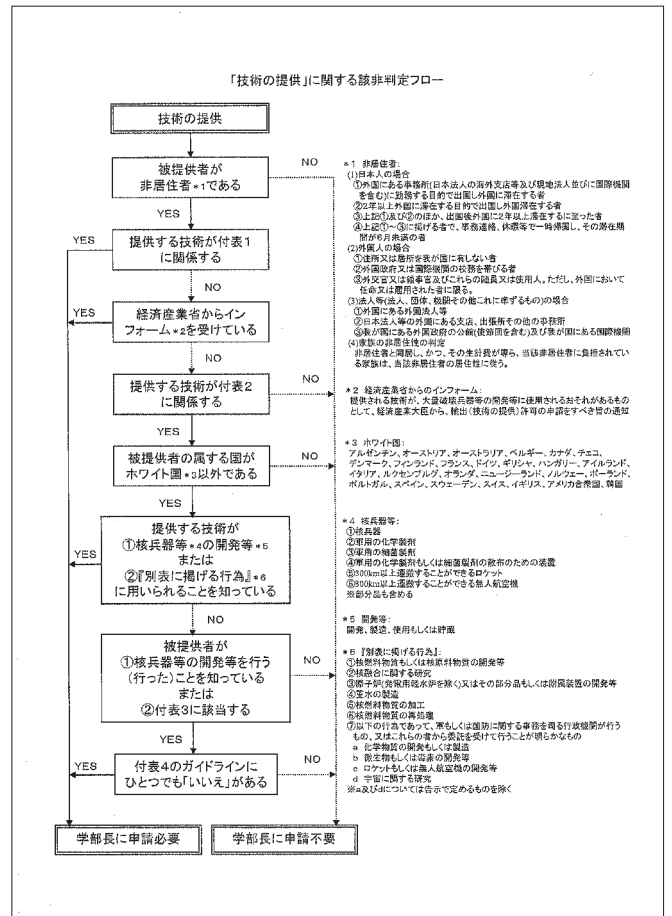 「技術の提供」に関する該非判定フロー
技術の提供
NO
被提供者が
非居住者*1である
YES
YES
提供する技術が付表1
に関係する
NO
経済産業省からイン
フォーム*2を受けている
NO
提供する技術が付表2
に関係する
NO
YES
被提供者の属する国が
ホワイト国*3以外である
NO
YES
提供する技術が
①核兵器等*4の開発等*5
または
②『別表に掲げる行為』*6
に用いられることを知っている
YES
NO
被提供者が
①核兵器等の開発等を行う
(行った)ことを知っている
または
②付表3に該当する
NO
YES
付表4のガイドラインに
ひとつでも「いいえ」がある
YES
NO
学部長に申請必要
学部長に申請不要
*1 非居住者:
(1)日本人の場合
①外国にある事務所(日本法人の海外支店等及び現地法人並びに国際機関
を含む)に勤務する目的で出国し外国に滞在する者
②2年以上外国に滞在する目的で出国し外国滞在する者
③上記①及び②のほか、出国後外国に2年以上滞在するに至った者
④上記①~③に掲げる者で、事務連絡、休暇等で一時帰国し、その滞在期
間が6月未満の者
(2)外国人の場合
①住所又は居所を我が国に有しない者
②外国政府又は国際機関の公務を帯びる者
③外交官又は領事官及びこれらの随員又は使用人。ただし、外国において
任命又は雇用された者に限る。
(3)法人等(法人、団体、機関その他これに準ずるもの)の場合
①外国にある外国法人等
②日本法人等の外国にある支店、出張所その他の事務所
③我が国にある外国政府の公館(使節団を含む)及び我が国にある国際機関
(4)家族の非居住性の判定
非居住者と同居し、かつ、その生計費が専ら、当該非居住者に負担されてい
る家族は、当該非居住者の居住性に従う。
*2 経済産業省からのインフォーム:
提供される技術が、大量破壊兵器等の開発等に使用されるおそれがあるもの
として、経済産業大臣から、輸出(技術の提供)許可の申請をすべき旨の通知
*3 ホワイト国:
アルゼンチン、オーストリア、オーストラリア、ベルギー、カナダ、チェコ、
デンマーク、フィンランド、フランス、ドイツ、ギリシャ、ハンガリー、アイルランド、
イタリア、ルクセンブルグ、オランダ、ニュージーランド、ノルウェー、ポーランド、
ポルトガル、スペイン、スウェーデン、スイス、イギリス、アメリカ合衆国、韓国
*4 核兵器等:
①核兵器
②軍用の化学製剤
③軍用の細菌製剤
④軍用の化学製剤もしくは細菌製剤の散布のための装置
⑤300km以上運搬することができるロケット
⑥300km以上運搬することができる無人航空機
※部分品も含める
*5 開発等:
開発、製造、使用もしくは貯蔵
*6 『別表に掲げる行為』:
①核燃料物質もしくは核原料物質の開発等
②核融合に関する研究
③原子炉(発電用軽水炉を除く)又はその部分品もしくは附属装置の開発等
④重水の製造
⑤核燃料物質の加工
⑥核燃料物質の再処理
⑦以下の行為であって、軍もしくは国防に関する事務を司る行政機関が行う
もの、又はこれらの者から委託を受けて行うことが明らかなもの
a 化学物質の開発もしくは製造
b 微生物もしくは毒素の開発等
c ロケットもしくは無人航空機の開発等
d 宇宙に関する研究
※a及びdについては告示で定めるものを除く